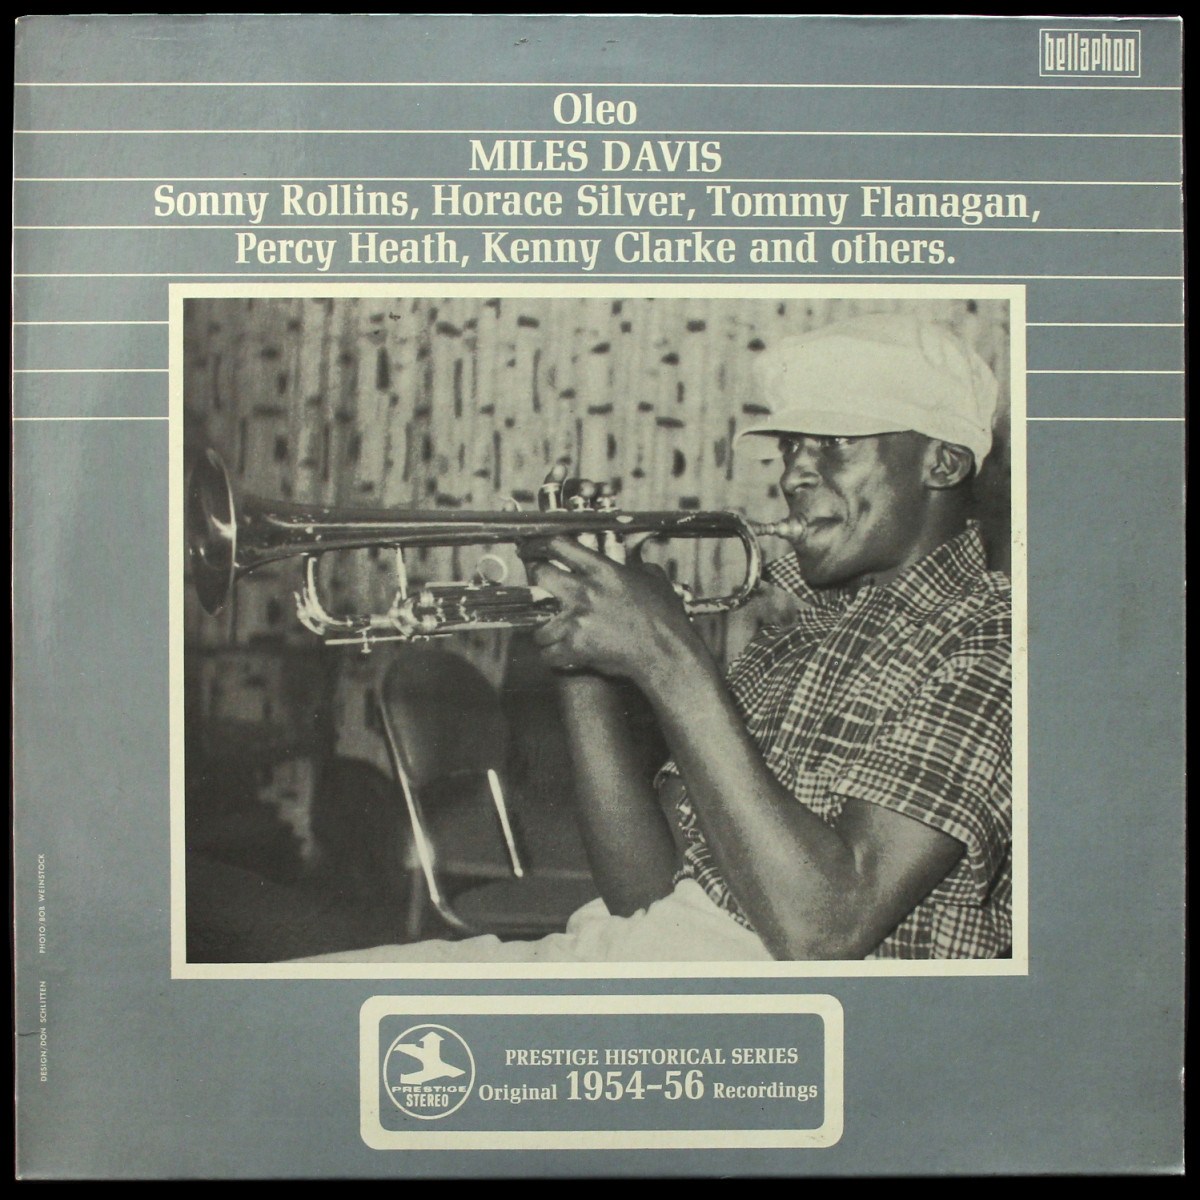 bellaphon
Oleo
MILES DAVIS
Sonny Rollins, Horace Silver, Tommy Flanagan,
Percy Heath, Kenny Clarke and others.
DESIGN/DON SCHLITTEN PHOTO/BOB WEINSTOCK
PRESTIGE
STEREO
PRESTIGE HISTORICAL SERIES
Original 1954-56 Recordings